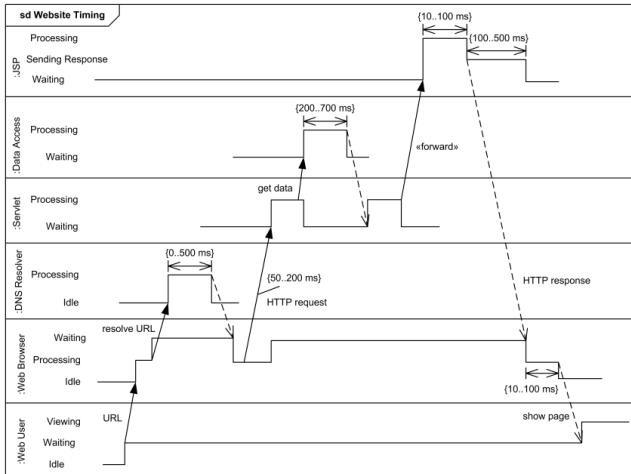 sd Website Timing
:JSP
Processing
Sending Response
Waiting
{10..100 ms}
{100..500 ms}
:Data Access
Processing
Waiting
{200..700 ms}
«forward»
:Servlet
Processing
Waiting
get data
:DNS Resolver
Processing
Idle
{0..500 ms}
{50..200 ms}
HTTP request
HTTP response
:Web Browser
Waiting
Processing
Idle
resolve URL
{10..100 ms}
:Web User
Viewing
Waiting
Idle
URL
show page